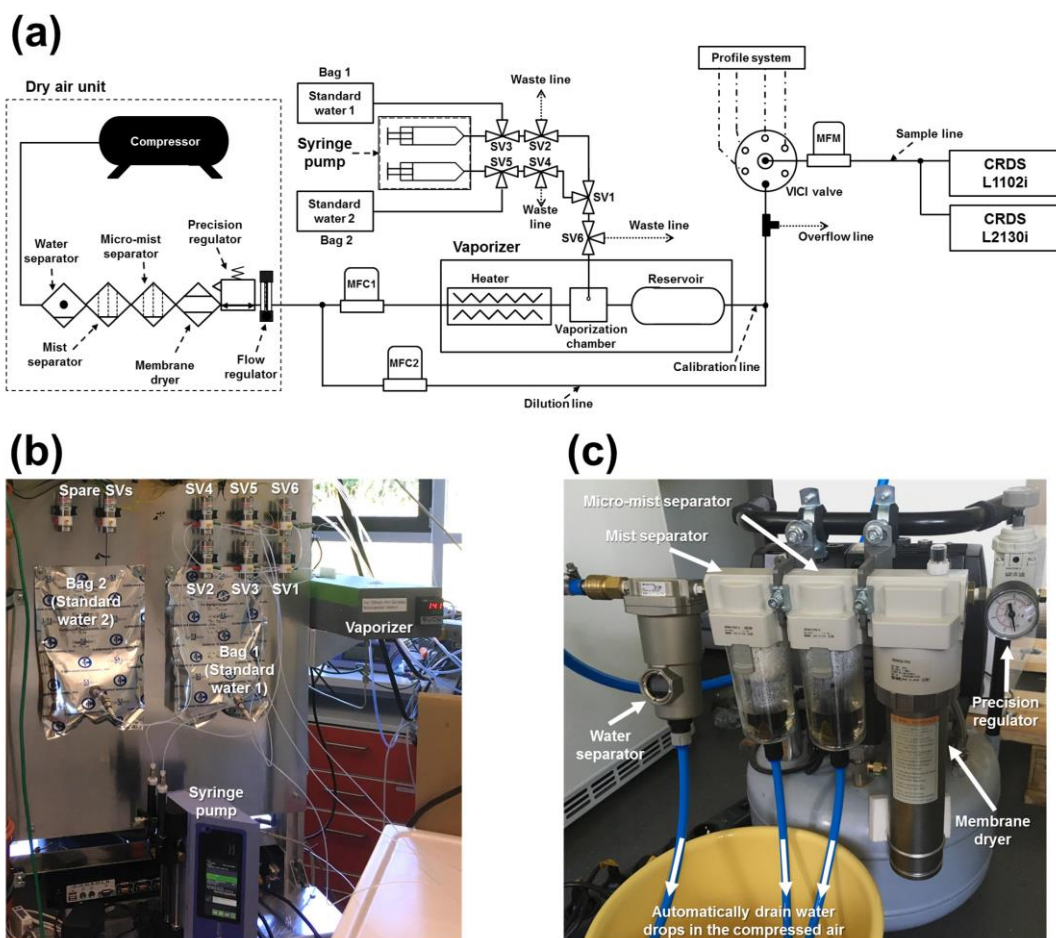 (a)
Dry air unit
Compressor
Water
separator
Micro-mist
separator
Precision
regulator
Mist
separator
Membrane
dryer
Flow
regulator
Bag 1
Standard
water 1
Syringe
pump
Standard
water 2
Bag 2
Waste line
SV3
SV2
SV5
SV4
Waste
line
SV1
SV6
Waste line
Vaporizer
Heater
Reservoir
Vaporization
chamber
MFC1
MFC2
Dilution line
Calibration line
Profile system
MFM
Sample line
VICI valve
Overflow line
CRDS
L1102i
CRDS
L2130i
(b)
Spare SVs
SV4
SV5
SV6
SV2
SV3
SV1
Bag 2
(Standard
water 2)
Bag 1
(Standard
water 1)
Vaporizer
Syringe
pump
(c)
Micro-mist separator
Mist separator
Water
separator
Precision
regulator
Membrane
dryer
Automatically drain water
drops in the compressed air